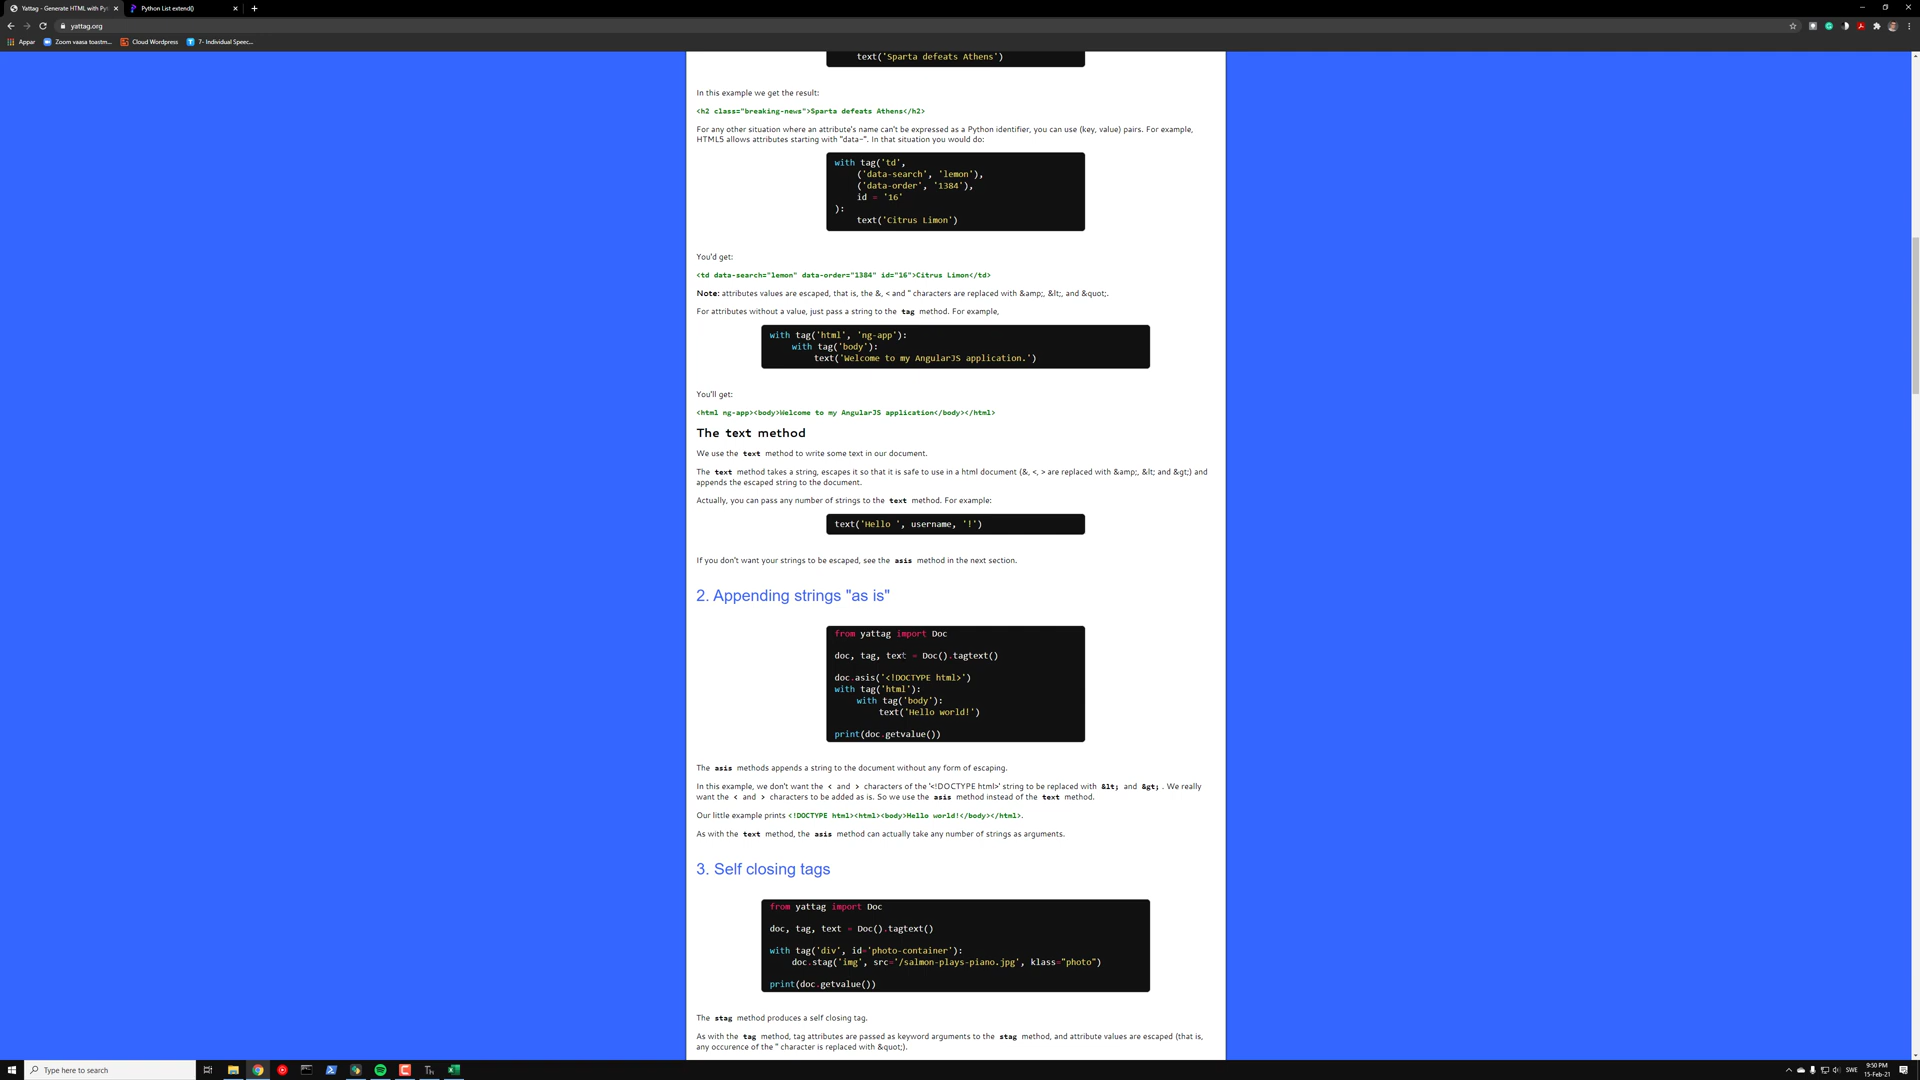 Yattag - Generate HTML with Pyt
Python List extend()
yattag.org
Appar
Zoom vaasa toastm...
Cloud Wordpress
7- Individual Speec...
text('Sparta defeats Athens')
In this example we get the result:
<h2 class="breaking-news">Sparta defeats Athens</h2>
For any other situation where an attribute's name can't be expressed as a Python identifier, you can use (key, value) pairs. For example,
HTML5 allows attributes starting with "data-". In that situation you would do:
with tag('td',
('data-search', 'lemon'),
('data-order', '1384'),
id = '16'
):
text('Citrus Limon')
You'd get:
<td data-search="lemon" data-order="1384" id="16">Citrus Limon</td>
Note: attributes values are escaped, that is, the &, < and " characters are replaced with &amp;, &lt;, and &quot;.
For attributes without a value, just pass a string to the tag method. For example,
with tag('html', 'ng-app'):
with tag('body'):
text('Welcome to my AngularJS application.')
You'll get:
<html ng-app><body>Welcome to my AngularJS application</body></html>
The text method
We use the text method to write some text in our document.
The text method takes a string, escapes it so that it is safe to use in a html document (&, <, > are replaced with &amp;, &lt; and &gt;) and
appends the escaped string to the document.
Actually, you can pass any number of strings to the text method. For example:
text('Hello ', username, '!')
If you don't want your strings to be escaped, see the asis method in the next section.
2. Appending strings "as is"
from yattag import Doc
doc, tag, text = Doc().tagtext()
doc.asis('<!DOCTYPE html>')
with tag('html'):
with tag('body'):
text('Hello world!')
print(doc.getvalue())
The asis methods appends a string to the document without any form of escaping.
In this example, we don't want the < and > characters of the '<!DOCTYPE html>' string to be replaced with &lt; and &gt; . We really
want the < and > characters to be added as is. So we use the asis method instead of the text method.
Our little example prints <!DOCTYPE html><html><body>Hello world!</body></html>.
As with the text method, the asis method can actually take any number of strings as arguments.
3. Self closing tags
from yattag import Doc
doc, tag, text = Doc().tagtext()
with tag('div', id='photo-container'):
doc.stag('img', src='/salmon-plays-piano.jpg', klass="photo")
print(doc.getvalue())
The stag method produces a self closing tag.
As with the tag method, tag attributes are passed as keyword arguments to the stag method, and attribute values are escaped (that is,
any occurence of the " character is replaced with &quot;).
Type here to search
SWE
9:50 PM
15-Feb-21